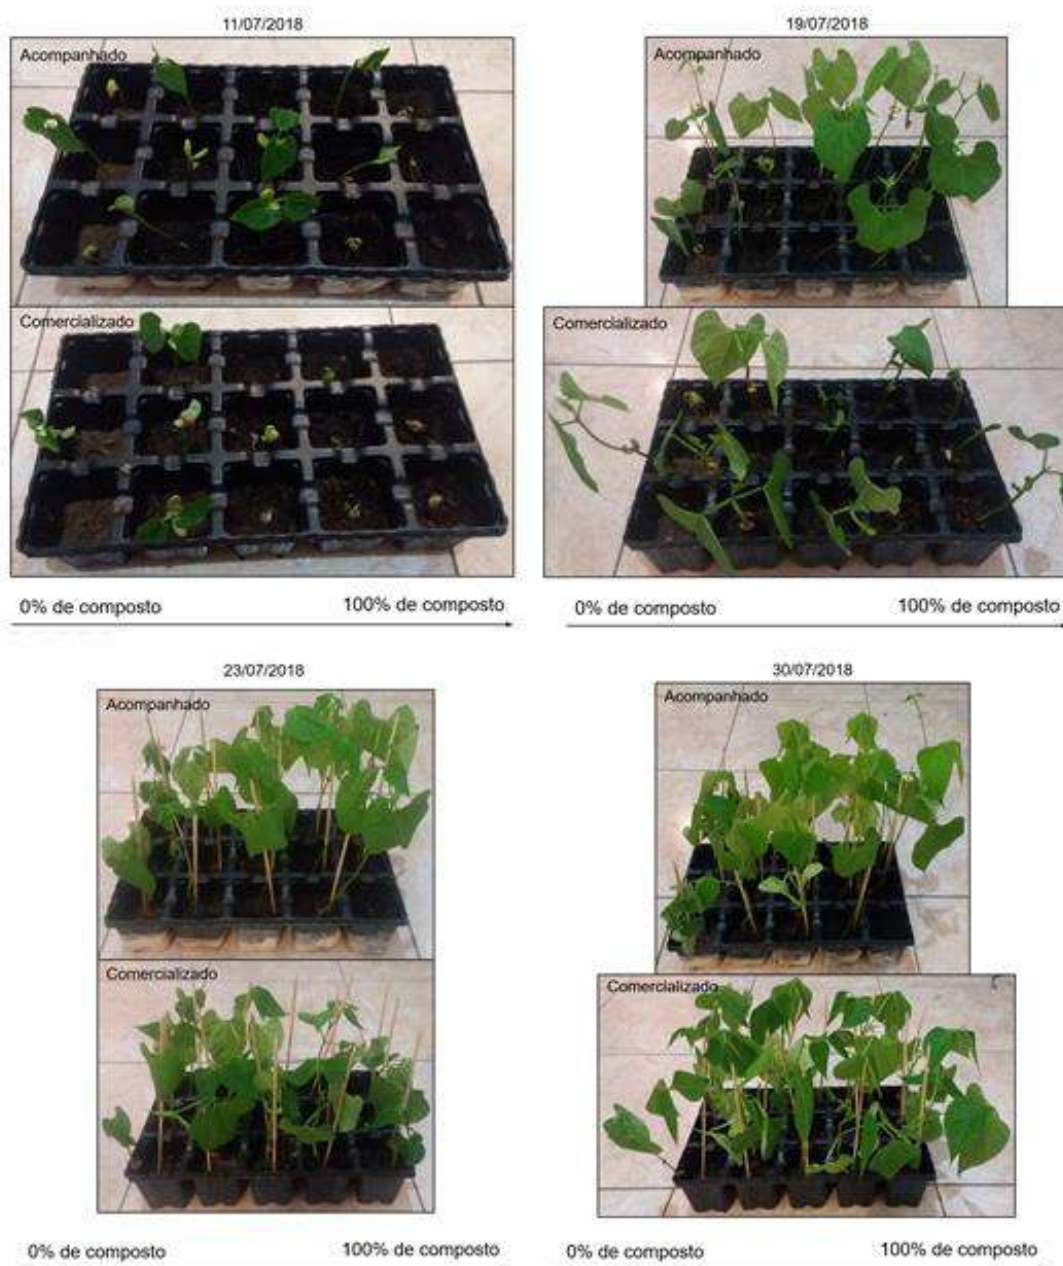 11/07/2018
Acompanhado
Comercializado
0% de composto 100% de composto
19/07/2018
Acompanhado
Comercializado
0% de composto 100% de composto
23/07/2018
Acompanhado
Comercializado
0% de composto 100% de composto
30/07/2018
Acompanhado
Comercializado
0% de composto 100% de composto